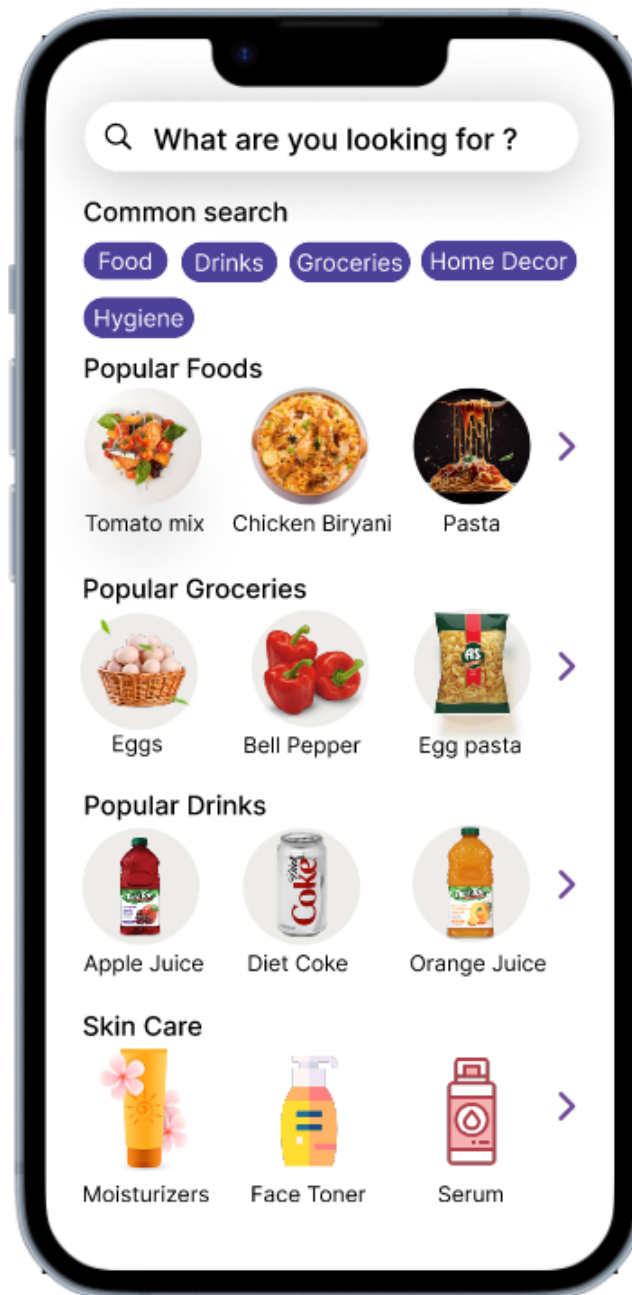 What are you looking for ?
Common search
Food Drinks Groceries Home Decor
Hygiene
Popular Foods
Tomato mix Chicken Biryani Pasta
Popular Groceries
Eggs Bell Pepper Egg pasta
Popular Drinks
Diet
Coke
Apple Juice Diet Coke Orange Juice
Skin Care
Moisturizers Face Toner Serum